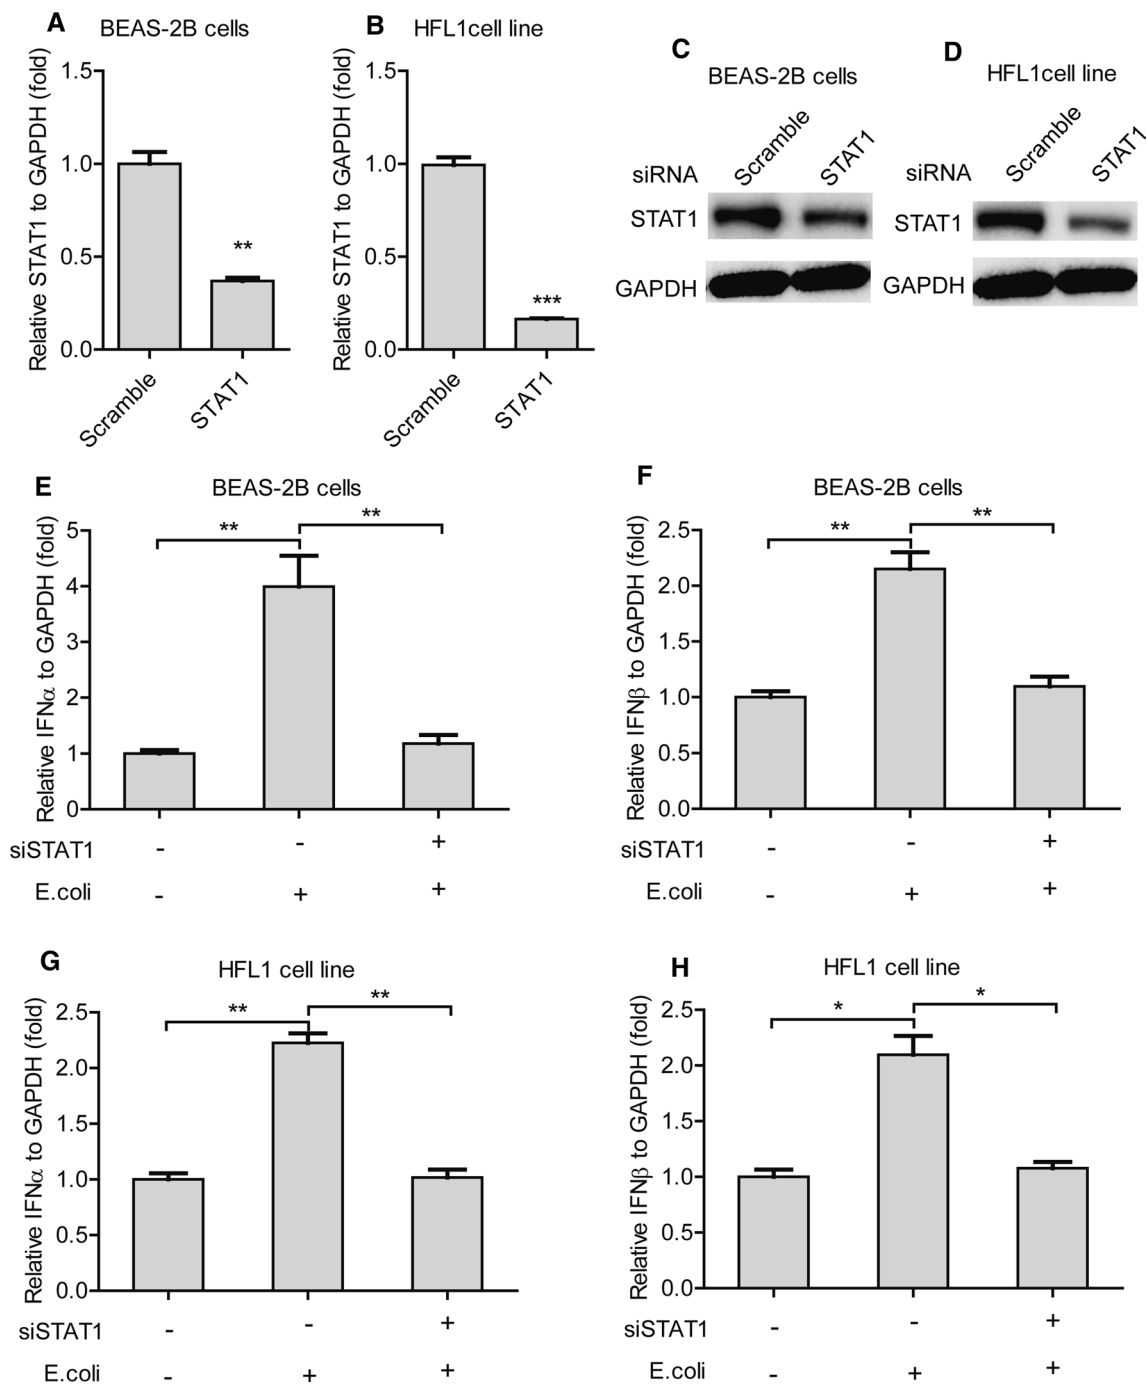 A
BEAS-2B cells
Relative STAT1 to GAPDH (fold)
1.5
1.0
0.5
0.0
**
Scramble
STAT1
B
HFL1cell line
Relative STAT1 to GAPDH (fold)
1.5
1.0
0.5
0.0
***
Scramble
STAT1
C
BEAS-2B cells
siRNA
Scramble
STAT1
STAT1
GAPDH
D
HFL1cell line
siRNA
Scramble
STAT1
STAT1
GAPDH
E
BEAS-2B cells
Relative IFNα to GAPDH (fold)
5
4
3
2
1
0
** **
siSTAT1 - - +
E.coli - + +
F
BEAS-2B cells
Relative IFNβ to GAPDH (fold)
2.5
2.0
1.5
1.0
0.5
0.0
** **
siSTAT1 - - +
E.coli - + +
G
HFL1 cell line
Relative IFNα to GAPDH (fold)
2.5
2.0
1.5
1.0
0.5
0.0
** **
siSTAT1 - - +
E.coli - + +
H
HFL1 cell line
Relative IFNβ to GAPDH (fold)
2.5
2.0
1.5
1.0
0.5
0.0
* *
siSTAT1 - - +
E.coli - + +